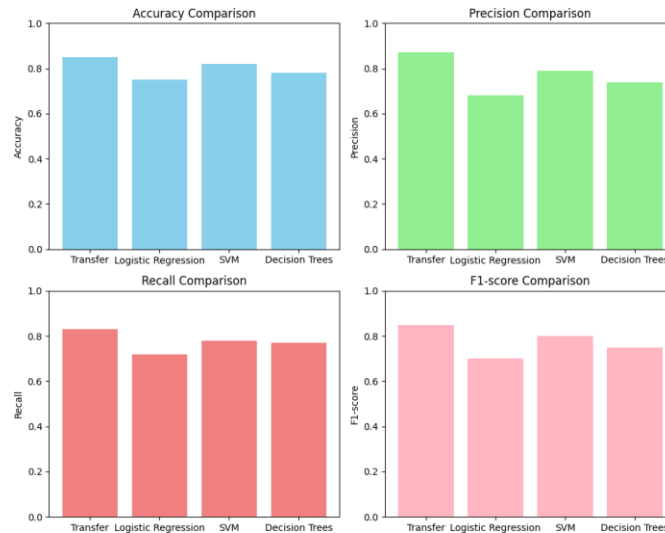 Accuracy Comparison
1.0
0.8
0.6
0.4
0.2
0.0
Accuracy
Transfer Logistic Regression SVM Decision Trees
Precision Comparison
1.0
0.8
0.6
0.4
0.2
0.0
Precision
Transfer Logistic Regression SVM Decision Trees
Recall Comparison
1.0
0.8
0.6
0.4
0.2
0.0
Recall
Transfer Logistic Regression SVM Decision Trees
F1-score Comparison
1.0
0.8
0.6
0.4
0.2
0.0
F1-score
Transfer Logistic Regression SVM Decision Trees